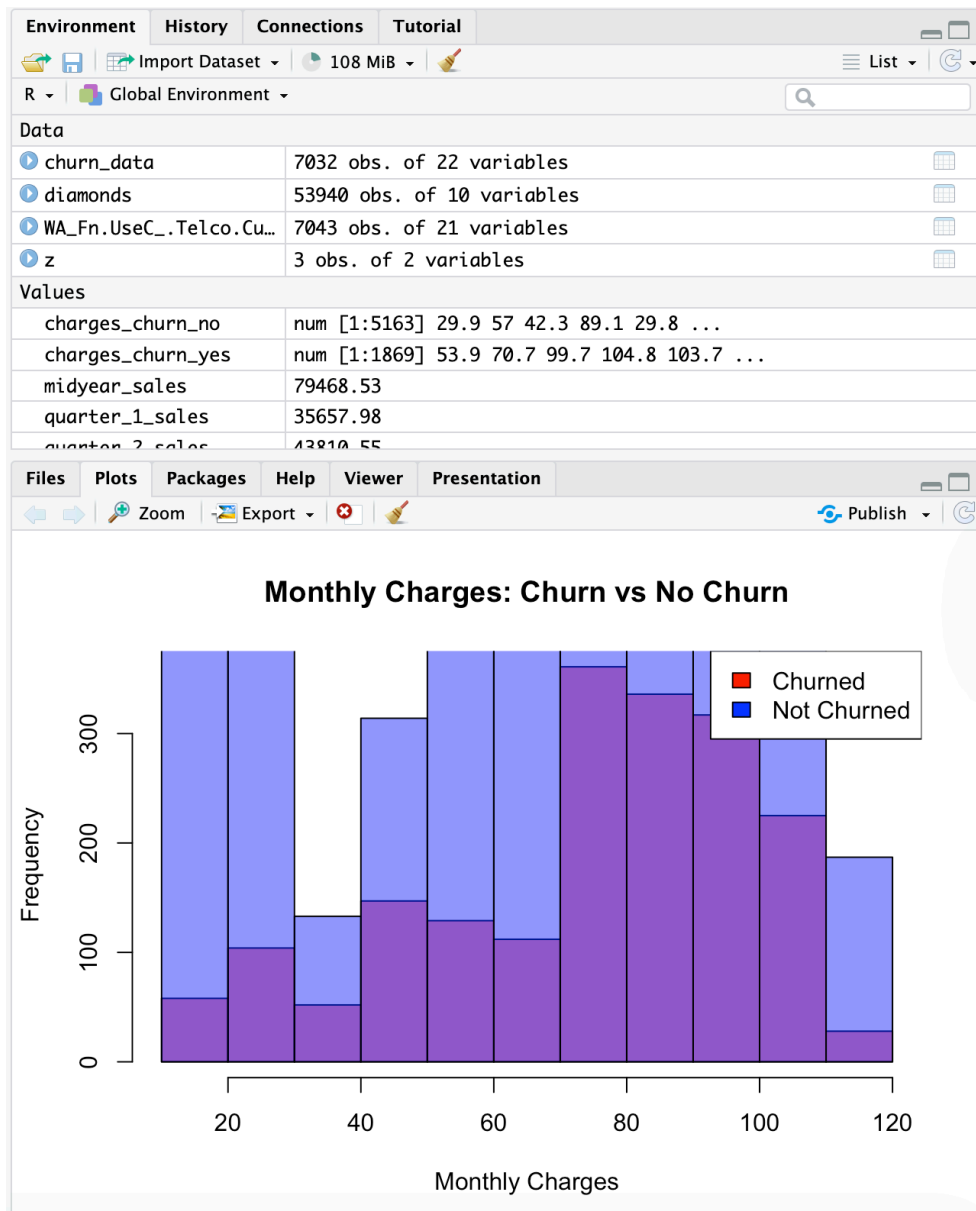 Environment History Connections Tutorial
Import Dataset 108 MiB List
R Global Environment
Data
churn_data 7032 obs. of 22 variables
diamonds 53940 obs. of 10 variables
WA_Fn.UseC_.Telco.Cu… 7043 obs. of 21 variables
z 3 obs. of 2 variables
Values
charges_churn_no num [1:5163] 29.9 57 42.3 89.1 29.8 ...
charges_churn_yes num [1:1869] 53.9 70.7 99.7 104.8 103.7 ...
midyear_sales 79468.53
quarter_1_sales 35657.98
quarter_2_sales 43810.55
Files Plots Packages Help Viewer Presentation
Zoom Export Publish
Monthly Charges: Churn vs No Churn
Churned
Not Churned
300
200
100
0
Frequency
20 40 60 80 100 120
Monthly Charges